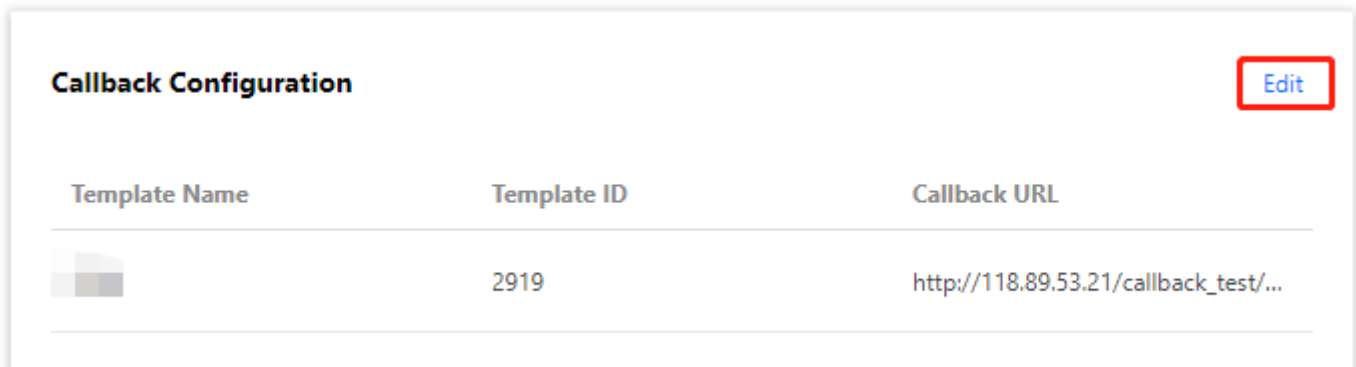 Callback Configuration Edit
Template Name Template ID Callback URL
2919 http://118.89.53.21/callback_test/...